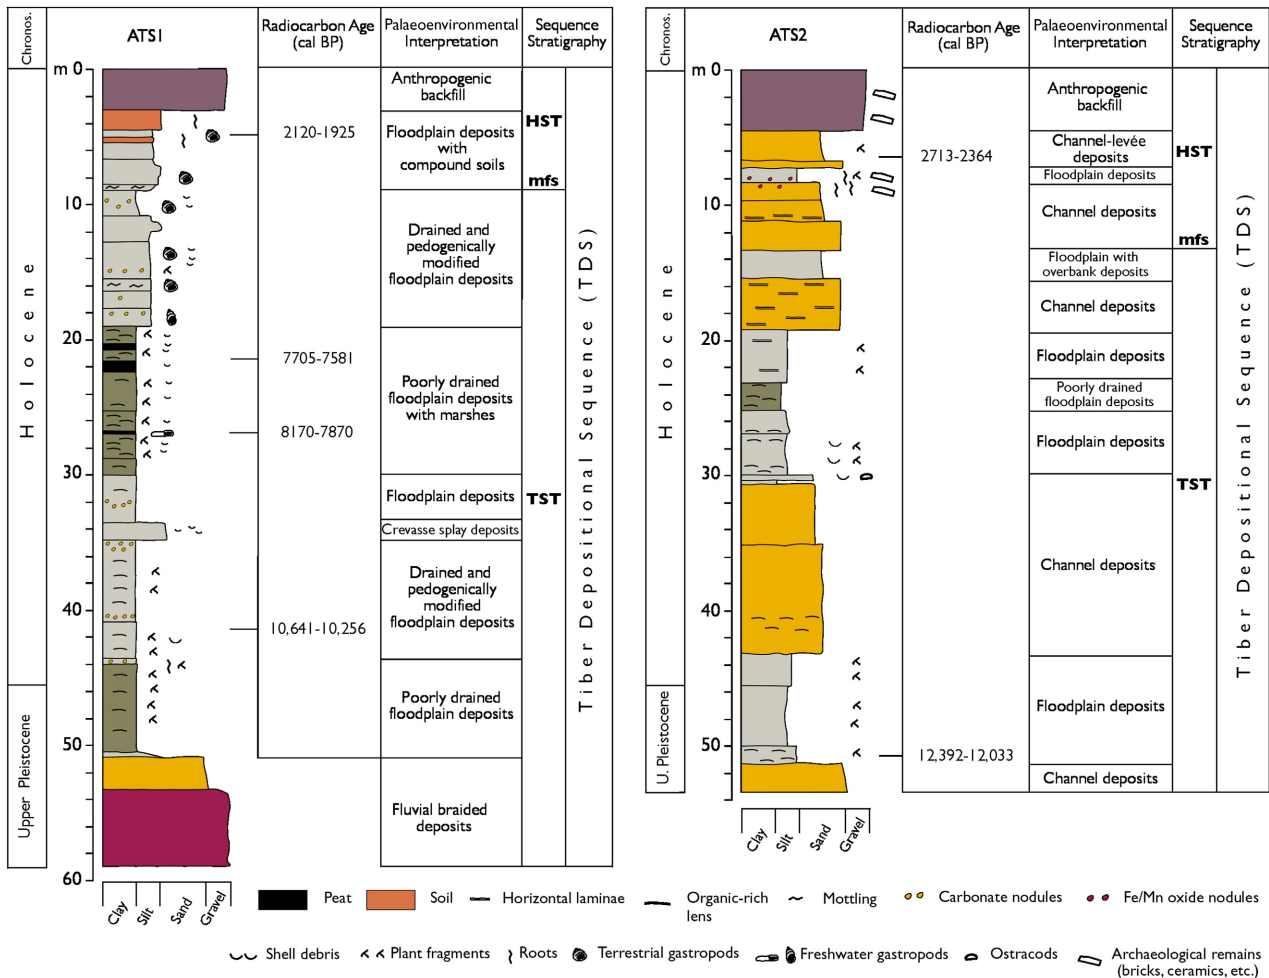 Chronos.
ATS1
Radiocarbon Age
(cal BP)
Palaeoenvironmental
Interpretation
Sequence
Stratigraphy
m 0
10
20
30
40
50
60
Holocene
Upper Pleistocene
2120-1925
7705-7581
8170-7870
10,641-10,256
Anthropogenic
backfill
Floodplain deposits
with
compound soils
Drained and
pedogenically
modified
floodplain deposits
Poorly drained
floodplain deposits
with marshes
Floodplain deposits
Crevasse splay deposits
Drained and
pedogenically
modified
floodplain deposits
Poorly drained
floodplain deposits
Fluvial braided
deposits
HST
mfs
TST
Tiber Depositional Sequence (TDS)
Clay
Silt
Sand
Gravel
Chronos.
ATS2
Radiocarbon Age
(cal BP)
Palaeoenvironmental
Interpretation
Sequence
Stratigraphy
m 0
10
20
30
40
50
Holocene
U. Pleistocene
2713-2364
12,392-12,033
Anthropogenic
backfill
Channel-levée
deposits
Floodplain deposits
Channel deposits
Floodplain with
overbank deposits
Channel deposits
Floodplain deposits
Poorly drained
floodplain deposits
Floodplain deposits
Channel deposits
Floodplain deposits
Channel deposits
HST
mfs
TST
Tiber Depositional Sequence (TDS)
Clay
Silt
Sand
Gravel
Peat
Soil
Horizontal laminae
Organic-rich
lens
Mottling
Carbonate nodules
Fe/Mn oxide nodules
Shell debris
Plant fragments
Roots
Terrestrial gastropods
Freshwater gastropods
Ostracods
Archaeological remains
(bricks, ceramics, etc.)